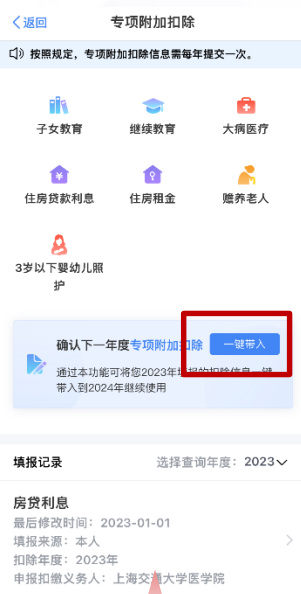 返回
专项附加扣除
按照规定，专项附加扣除信息需每年提交一次。
子女教育
继续教育
大病医疗
住房贷款利息
住房租金
赡养老人
3岁以下婴幼儿照
护
确认下一年度专项附加扣除
一键带入
通过本功能可将您2023年填报的扣除信息一键
带入到2024年继续使用
填报记录
选择查询年度：2023
房贷利息
最后修改时间：2023-01-01
填报来源：本人
扣除年度：2023年
申报扣缴义务人：上海交通大学医学院